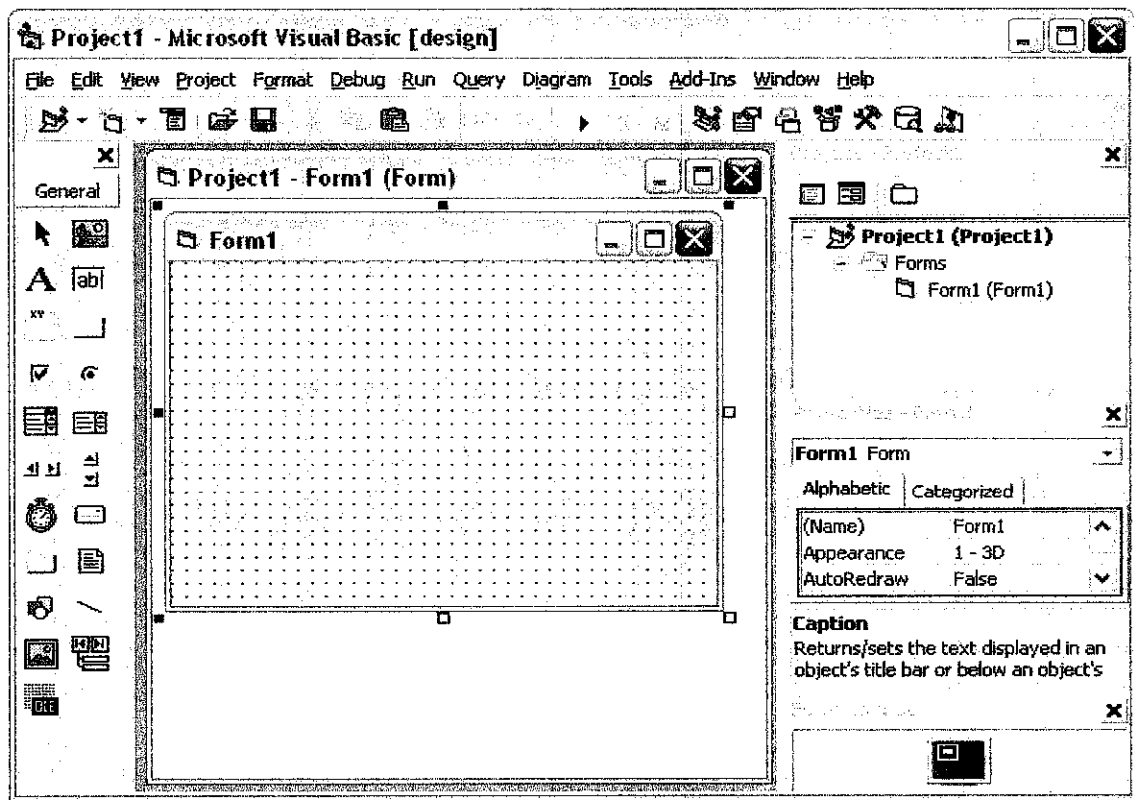 Project1 - Microsoft Visual Basic [design]
File Edit View Project Format Debug Run Query Diagram Tools Add-Ins Window Help
General
A ab
XY
Project1 - Form1 (Form)
Form1
Project1 (Project1)
Forms
Form1 (Form1)
Form1 Form
Alphabetic Categorized
(Name) Form1
Appearance 1 - 3D
AutoRedraw False
Caption
Returns/sets the text displayed in an
object's title bar or below an object's